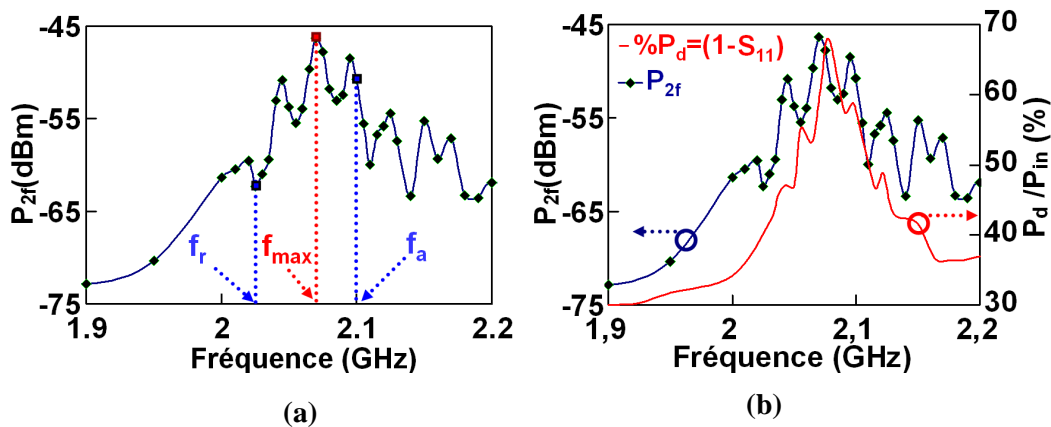 -45
-55
-65
-75
P2f(dBm)
fr
fmax
fa
1.9
2
2.1
2.2
Fréquence (GHz)
(a)
-45
-55
-65
-75
P2f(dBm)
%Pd=(1-S11)
P2f
70
60
50
40
30
Pd /Pin (%)
1,9
2
2,1
2,2
Fréquence (GHz)
(b)